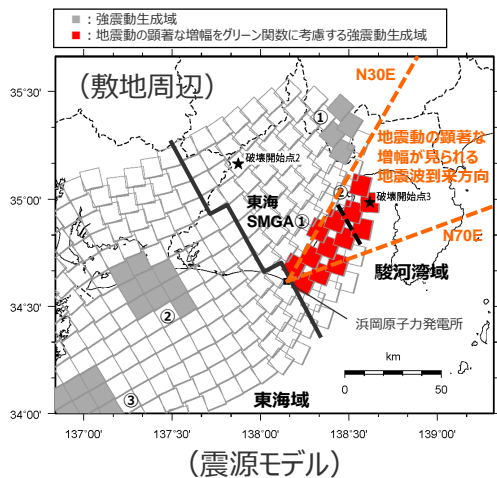 ：強震動生成域
：地震動の顕著な増幅をグリーン関数に考慮する強震動生成域
（敷地周辺）
N30E
地震動の顕著な
増幅が見られる
地震波到来方向
N70E
①
破壊開始点2
②
破壊開始点3
東海
SMGA①
駿河湾域
浜岡原子力発電所
②
③
東海域
km
0
50
35°30'
35°00'
34°30'
34°00'
137°00'
137°30'
138°00'
138°30'
139°00'
（震源モデル）